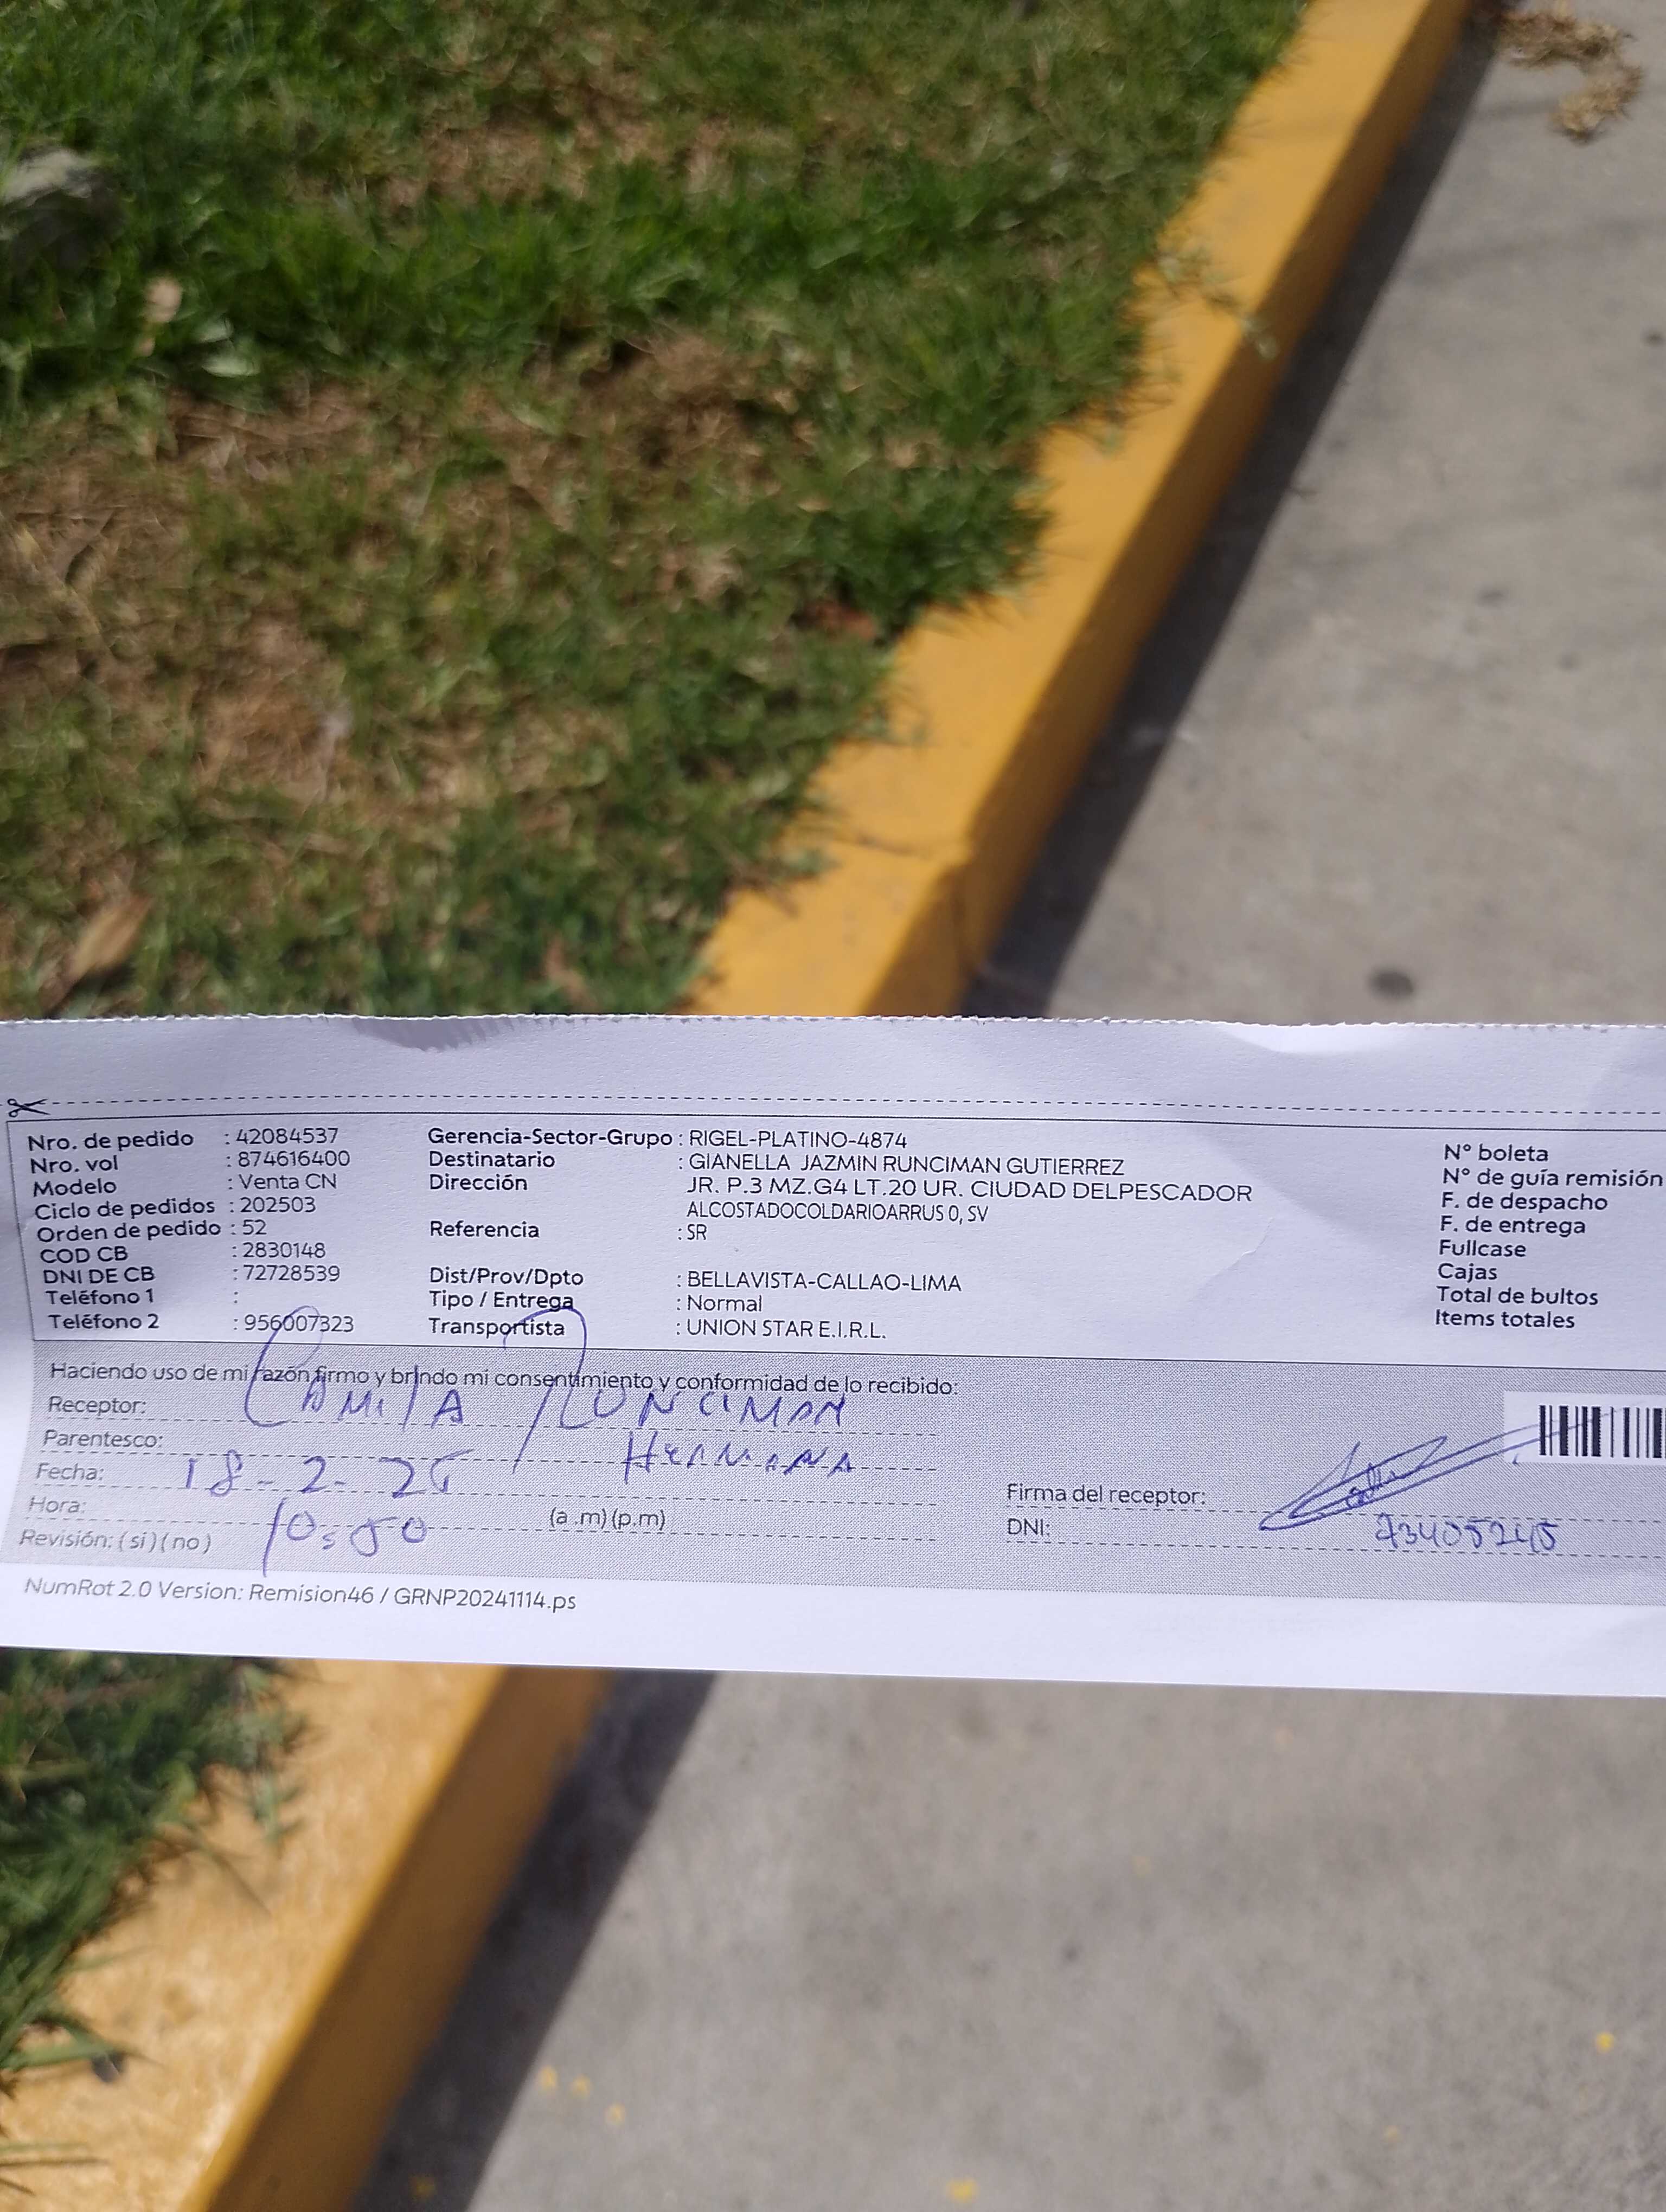 Nro. de pedido : 42084537
Nro. vol : 874616400
Modelo : Venta CN
Ciclo de pedidos : 202503
Orden de pedido : 52
COD CB : 2830148
DNI DE CB : 72728539
Teléfono 1 :
Teléfono 2 : 956007323
Gerencia-Sector-Grupo : RIGEL-PLATINO-4874
Destinatario : GIANELLA JAZMIN RUNCIMAN GUTIERREZ
Dirección JR. P.3 MZ.G4 LT.20 UR. CIUDAD DELPESCADOR
ALCOSTADOCOLDARIOARRUS 0, SV
Referencia : SR
Dist/Prov/Dpto : BELLAVISTA-CALLAO-LIMA
Tipo / Entrega : Normal
Transportista : UNION STAR E.I.R.L.
N° boleta
N° de guía remisión
F. de despacho
F. de entrega
Fullcase
Cajas
Total de bultos
Items totales
Haciendo uso de mi razón firmo y brindo mi consentimiento y conformidad de lo recibido:
Receptor: CAMILA RUNCIMAN
Parentesco: HERMANA
Fecha: 18-2-
Hora: (a .m) (p.m)
Revisión: ( si ) ( no )
Firma del receptor:
DNI:
NumRot 2.0 Version: Remision46 / GRNP20241114.ps